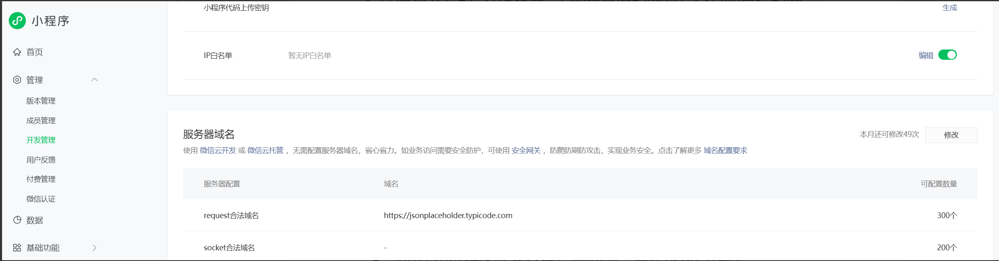 小程序
首页
管理
版本管理
成员管理
开发管理
用户反馈
付费管理
微信认证
数据
基础功能
小程序代码上传密钥 生成
IP白名单 暂无IP白名单 编辑
服务器域名 本月还可修改49次 修改
使用 微信云开发 或 微信云托管 ，无需配置服务器域名，省心省力。如业务访问需要安全防护，可使用 安全网关 ，防爬防刷防攻击，实现业务安全。点击了解更多 域名配置要求
服务器配置 域名 可配置数量
request合法域名 https://jsonplaceholder.typicode.com 300个
socket合法域名 - 200个